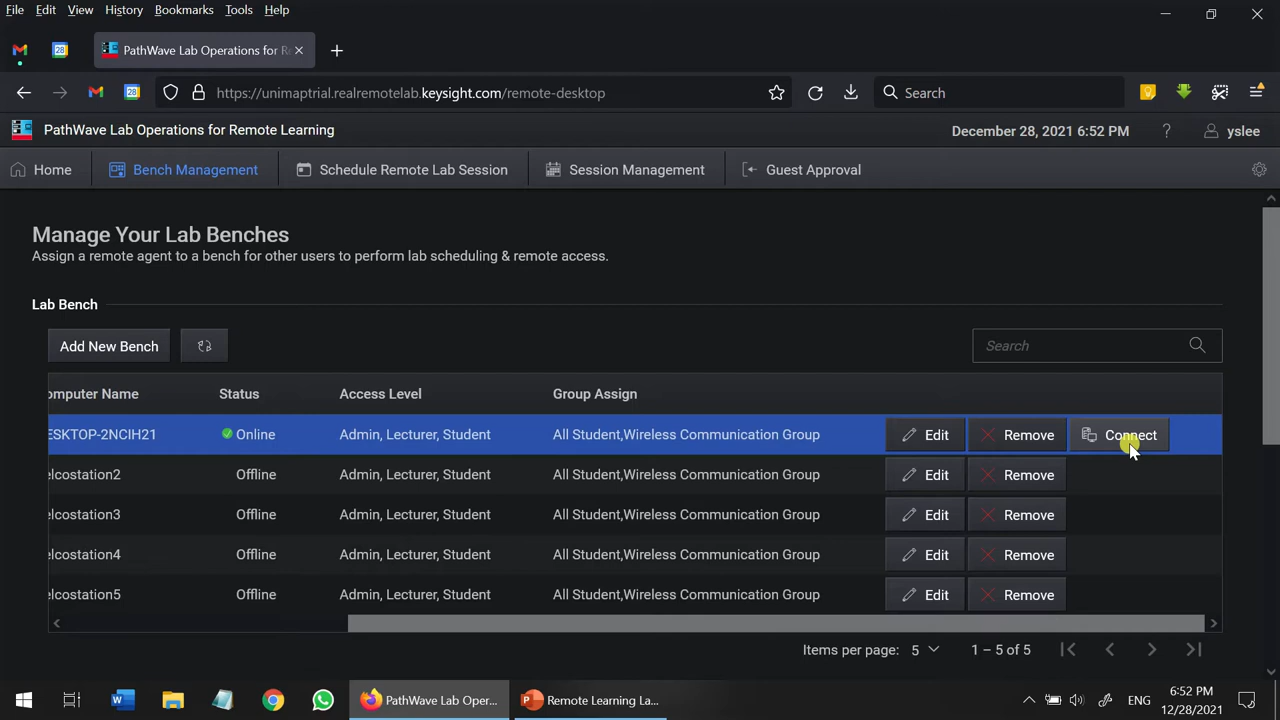 File Edit View History Bookmarks Tools Help
PathWave Lab Operations for Re
https://unimaptrial.realremotelab.keysight.com/remote-desktop
Search
PathWave Lab Operations for Remote Learning
December 28, 2021 6:52 PM
? yslee
Home Bench Management Schedule Remote Lab Session Session Management Guest Approval
Manage Your Lab Benches
Assign a remote agent to a bench for other users to perform lab scheduling & remote access.
Lab Bench
Add New Bench
Search
omputer Name Status Access Level Group Assign
ESKTOP-2NCIH21 Online Admin, Lecturer, Student All Student,Wireless Communication Group Edit Remove Connect
elcostation2 Offline Admin, Lecturer, Student All Student,Wireless Communication Group Edit Remove
elcostation3 Offline Admin, Lecturer, Student All Student,Wireless Communication Group Edit Remove
elcostation4 Offline Admin, Lecturer, Student All Student,Wireless Communication Group Edit Remove
elcostation5 Offline Admin, Lecturer, Student All Student,Wireless Communication Group Edit Remove
Items per page: 5 1 – 5 of 5
PathWave Lab Oper...
Remote Learning La...
ENG
6:52 PM
12/28/2021